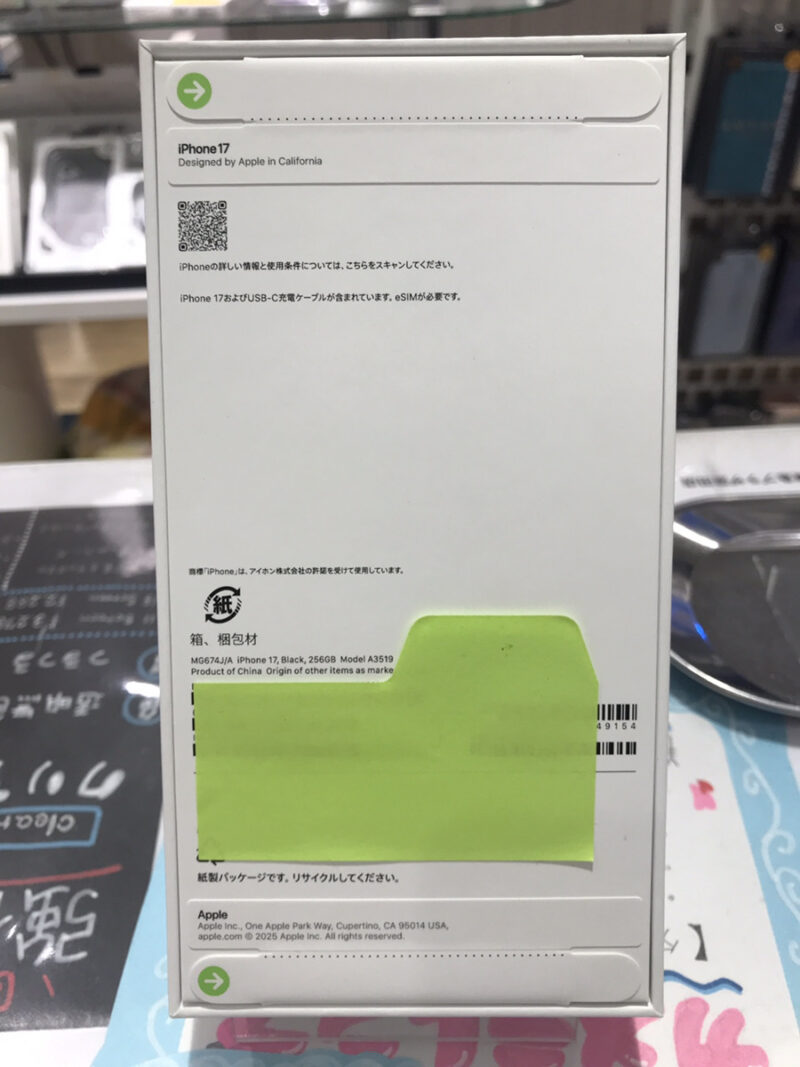 iPhone 17
Designed by Apple in California
iPhoneの詳しい情報と使用条件については、こちらをスキャンしてください。
iPhone 17およびUSB-C充電ケーブルが含まれています。eSIMが必要です。
商標「iPhone」は、アイホン株式会社の許諾を受けて使用しています。
紙
箱、梱包材
MG674J/A iPhone 17, Black, 256GB Model A3519
Product of China Origin of other items as marke
49154
紙製パッケージです。リサイクルしてください。
Apple
Apple Inc., One Apple Park Way, Cupertino, CA 95014 USA,
apple.com © 2025 Apple Inc. All rights reserved.
clear